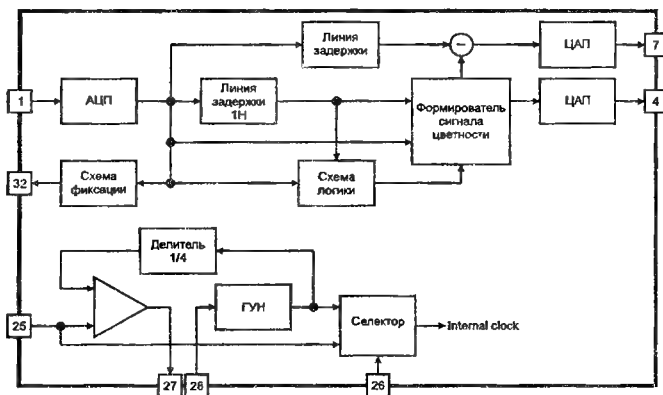 Линия
задержки
−
ЦАП
7
1
АЦП
Линия
задержки
1Н
Формирователь
сигнала
цветности
ЦАП
4
32
Схема
фиксации
Схема
логики
Делитель
1/4
25
ГУН
Селектор
Internal clock
27
28
26